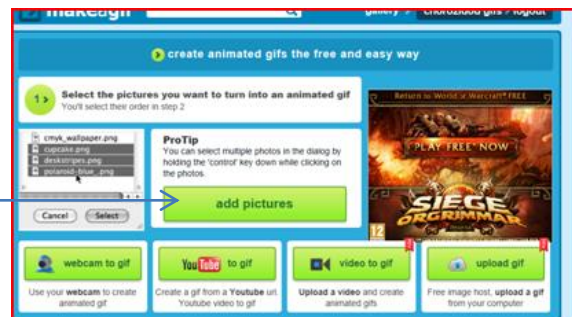 makeagif
gallery
chorozidod gifs logout
create animated gifs the free and easy way
1
Select the pictures you want to turn into an animated gif
You'll select their order in step 2
cmyk_wallpaper.png
cupcake.png
deskstripes.png
polaroid-blue_.png
Cancel
Select
ProTip
You can select multiple photos in the dialog by
holding the 'control' key down while clicking on
the photos.
add pictures
Return to World of Warcraft® FREE
PLAY FREE* NOW
SIEGE
ORGRIMMAR
12
webcam to gif
Use your webcam to create
animated gif
YouTube to gif
Create a gif from a Youtube url
Youtube video to gif
video to gif
Upload a video and create
animated gifs
upload gif
Free image host, upload a gif
from your computer